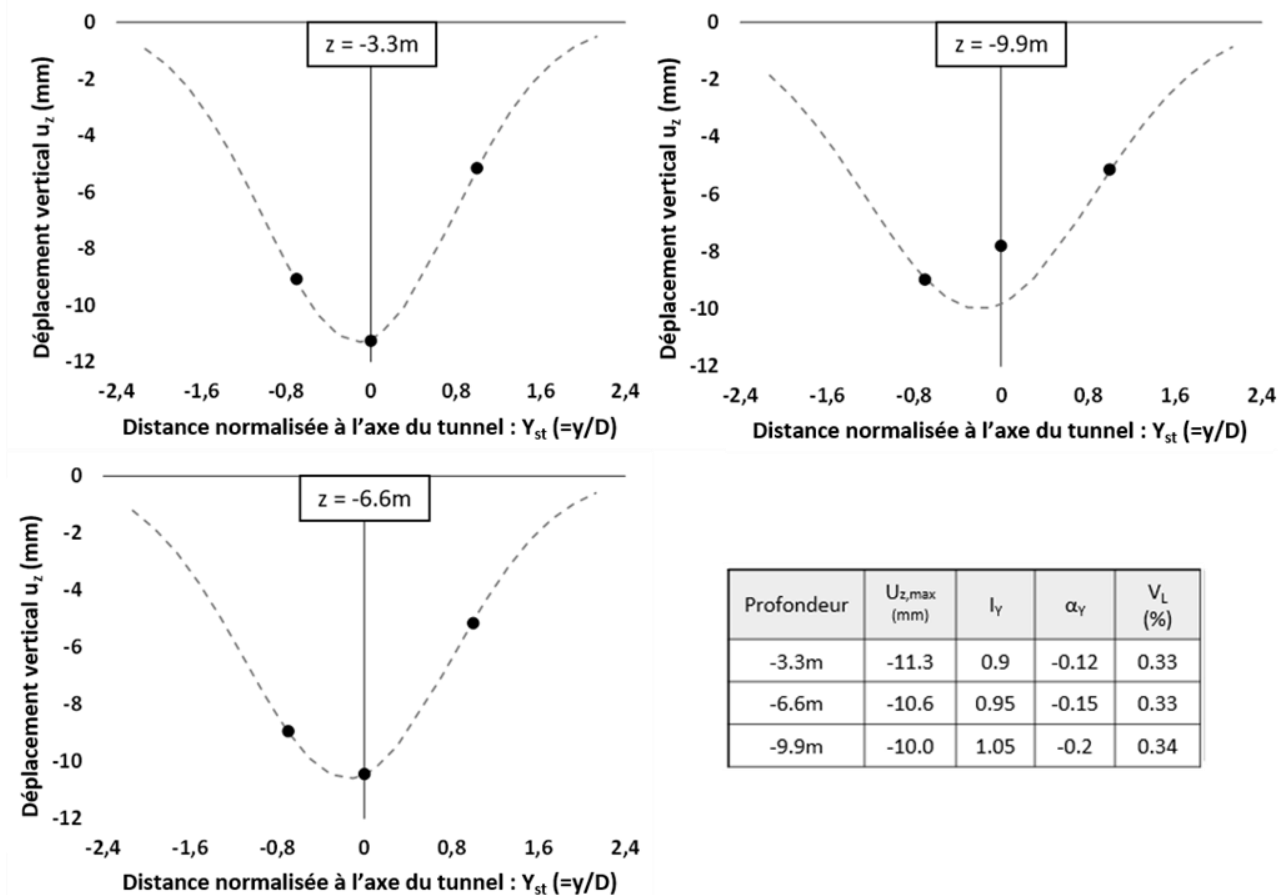 0
-2
-4
-6
-8
-10
-12
Déplacement vertical uz (mm)
z = -3.3m
-2,4 -1,6 -0,8 0 0,8 1,6 2,4
Distance normalisée à l'axe du tunnel : Yst (=y/D)
0
-2
-4
-6
-8
-10
-12
Déplacement vertical uz (mm)
z = -9.9m
-2,4 -1,6 -0,8 0 0,8 1,6 2,4
Distance normalisée à l'axe du tunnel : Yst (=y/D)
0
-2
-4
-6
-8
-10
-12
Déplacement vertical uz (mm)
z = -6.6m
-2,4 -1,6 -0,8 0 0,8 1,6 2,4
Distance normalisée à l'axe du tunnel : Yst (=y/D)
Profondeur Uz,max (mm) IY αY VL (%)
-3.3m -11.3 0.9 -0.12 0.33
-6.6m -10.6 0.95 -0.15 0.33
-9.9m -10.0 1.05 -0.2 0.34